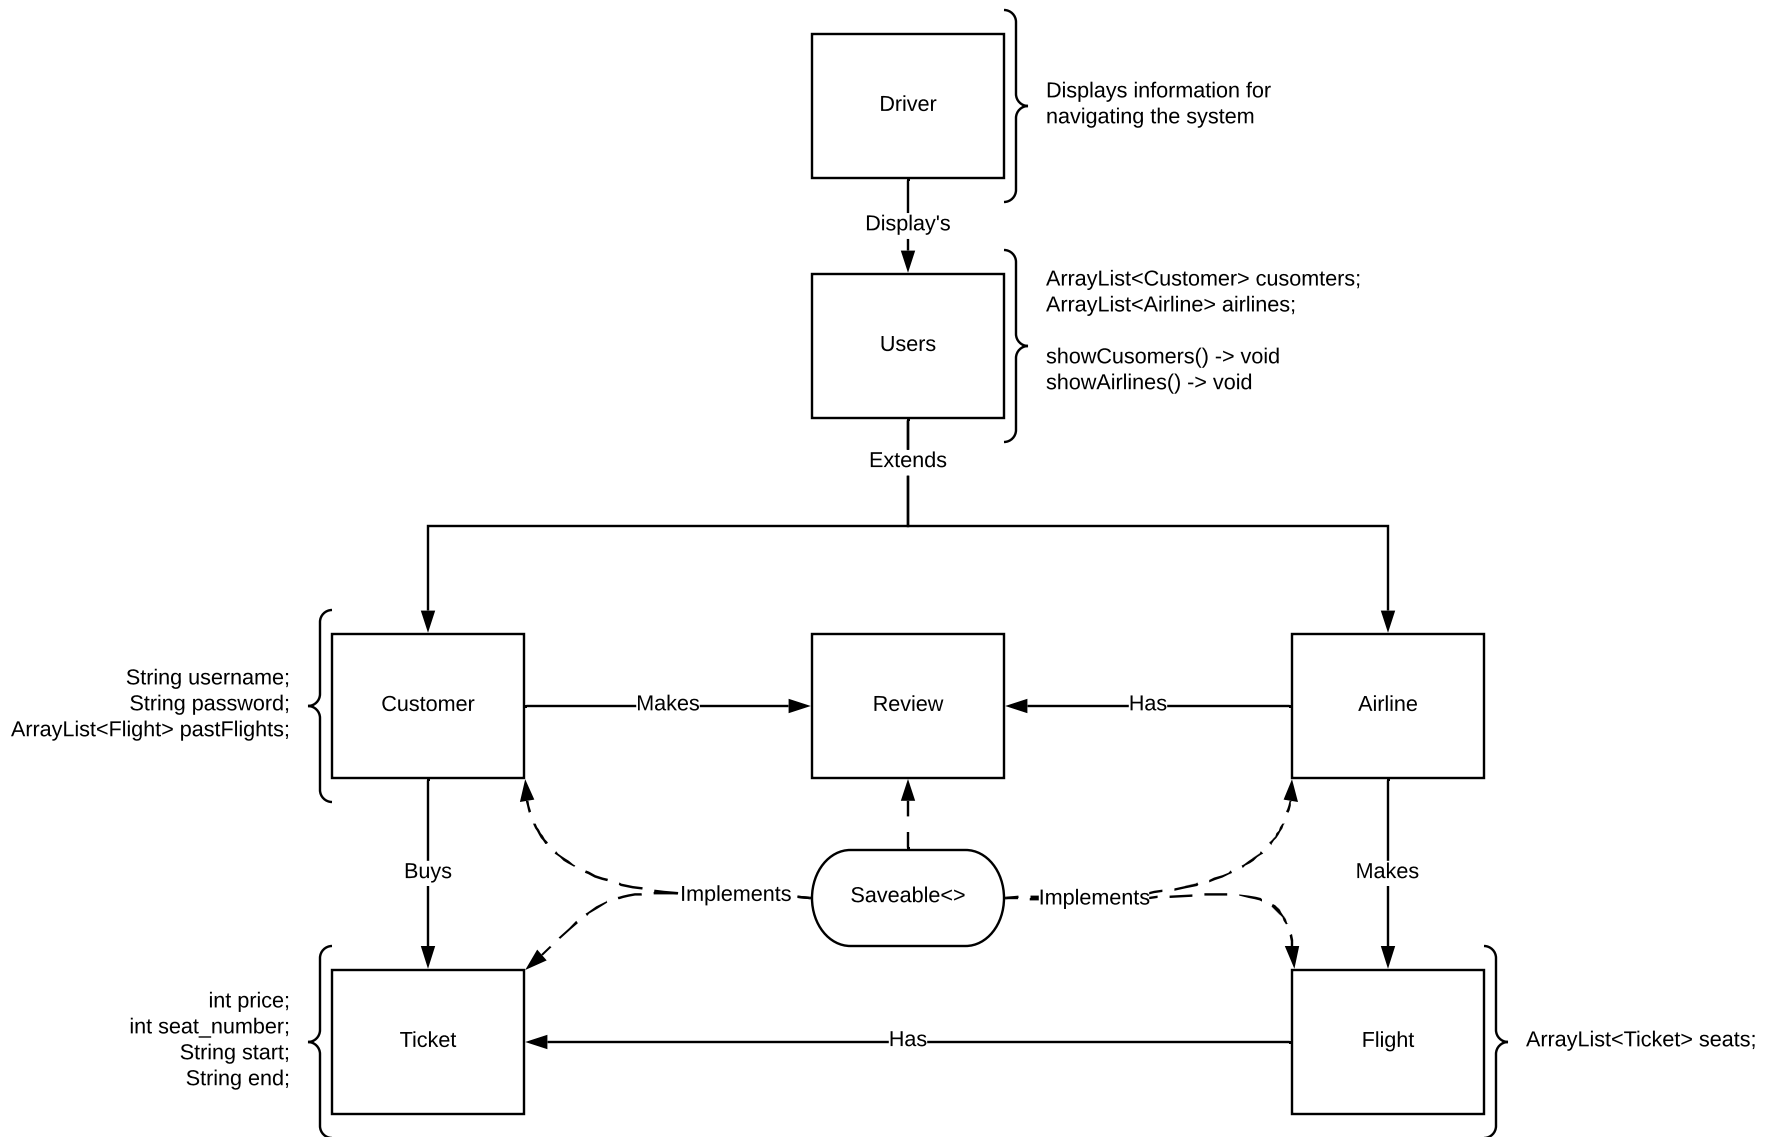 Driver
Displays information for
navigating the system
Display's
Users
ArrayList<Customer> cusomters;
ArrayList<Airline> airlines;
showCusomers() -> void
showAirlines() -> void
Extends
String username;
String password;
ArrayList<Flight> pastFlights;
Customer
Makes
Review
Has
Airline
Buys
Implements
Saveable<>
Implements
Makes
int price;
int seat_number;
String start;
String end;
Ticket
Has
Flight
ArrayList<Ticket> seats;